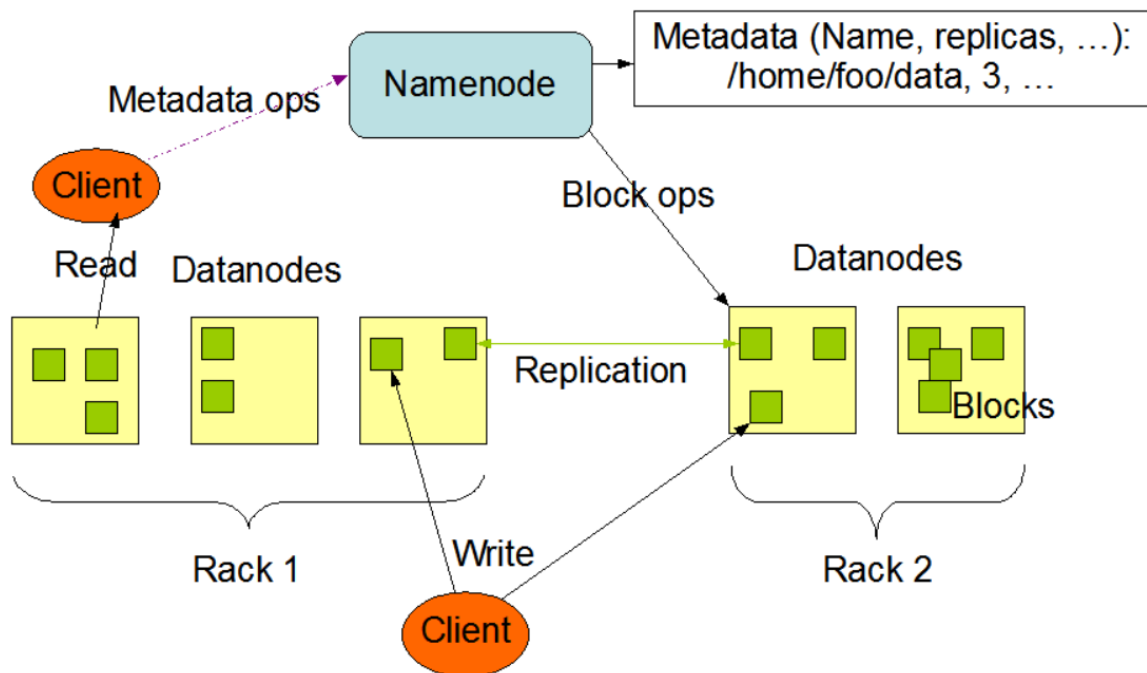 Metadata (Name, replicas, …):
/home/foo/data, 3, …
Namenode
Metadata ops
Client
Block ops
Read
Datanodes
Datanodes
Replication
Blocks
Rack 1
Write
Rack 2
Client